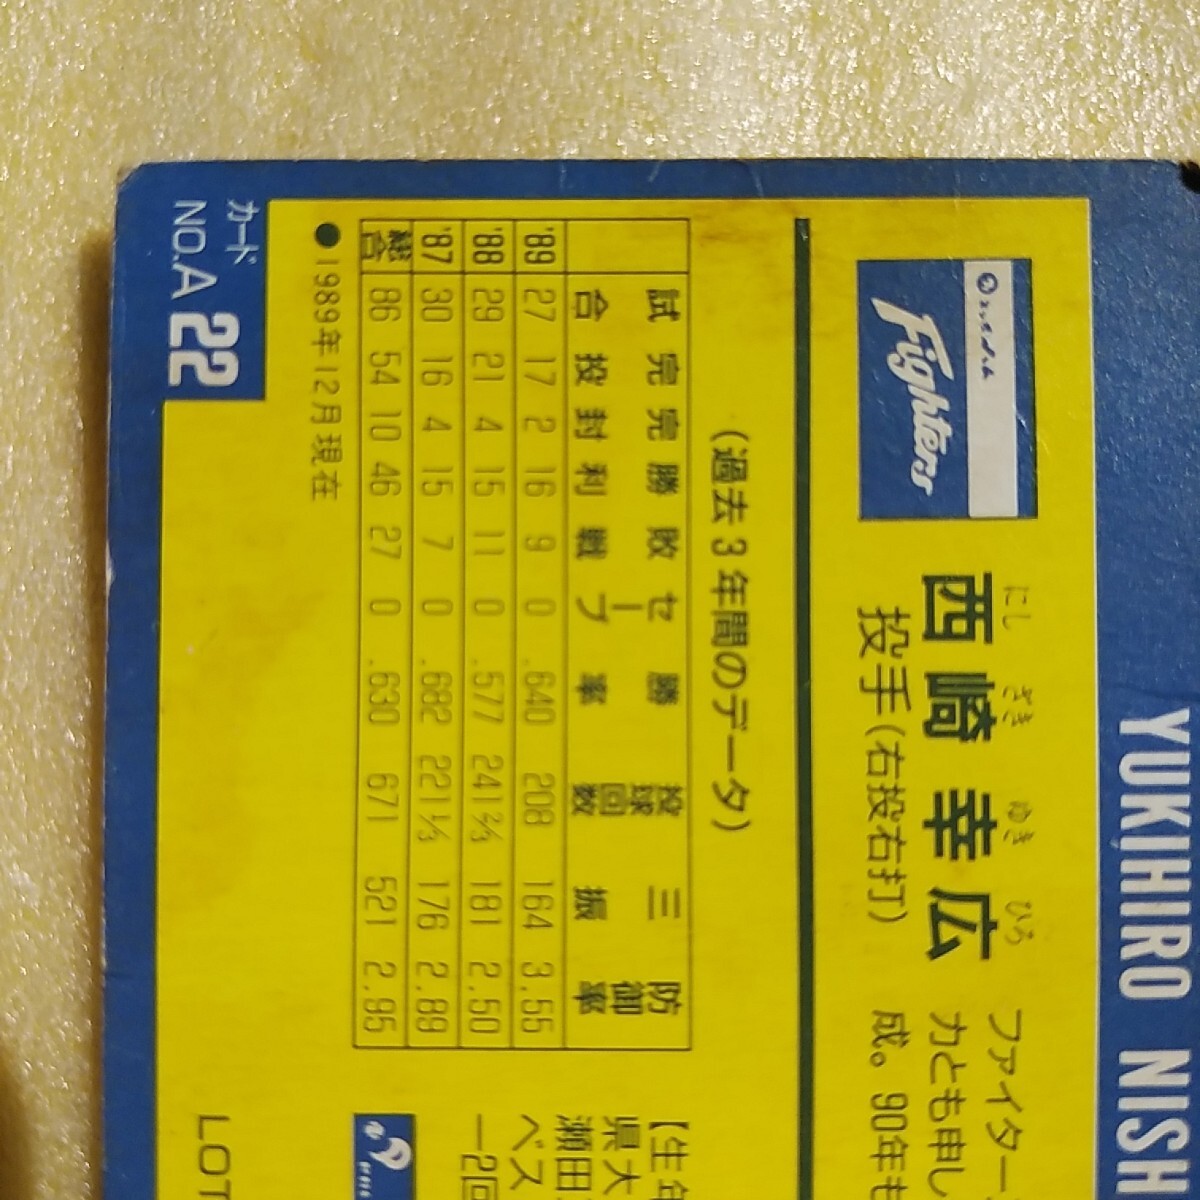 YUKIHIRO NISH
Fighters
にし ざき ゆき ひろ
西崎幸広
投手(右投右打)
ファイター
力とも申し
成。90年も
(過去3年間のデータ)
試合 完投 完封 勝利 敗戦 セーブ 勝率 投球回数 三振 防御率
'89 27 17 2 16 9 0 .640 208 164 3.55
'88 29 21 4 15 11 0 .577 241⅔ 181 2.50
'87 30 16 4 15 7 0 .682 221⅓ 176 2.89
総合 86 54 10 46 27 0 .630 671 521 2.95
●1989年12月現在
カード
NO.A 22
【生年
県大
瀬田
ベス
一2回
LOT